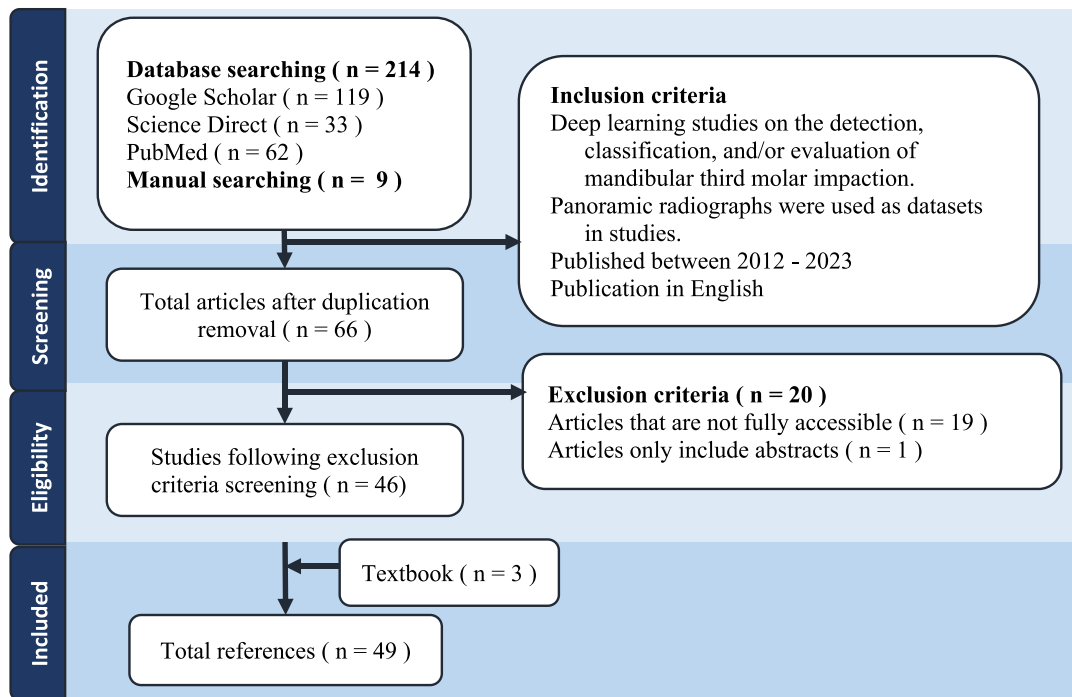 Identification
Database searching ( n = 214 )
Google Scholar ( n = 119 )
Science Direct ( n = 33 )
PubMed ( n = 62 )
Manual searching ( n = 9 )
Inclusion criteria
Deep learning studies on the detection,
classification, and/or evaluation of
mandibular third molar impaction.
Panoramic radiographs were used as datasets
in studies.
Published between 2012 - 2023
Publication in English
Screening
Total articles after duplication
removal ( n = 66 )
Exclusion criteria ( n = 20 )
Articles that are not fully accessible ( n = 19 )
Articles only include abstracts ( n = 1 )
Eligibility
Studies following exclusion
criteria screening ( n = 46)
Included
Textbook ( n = 3 )
Total references ( n = 49 )